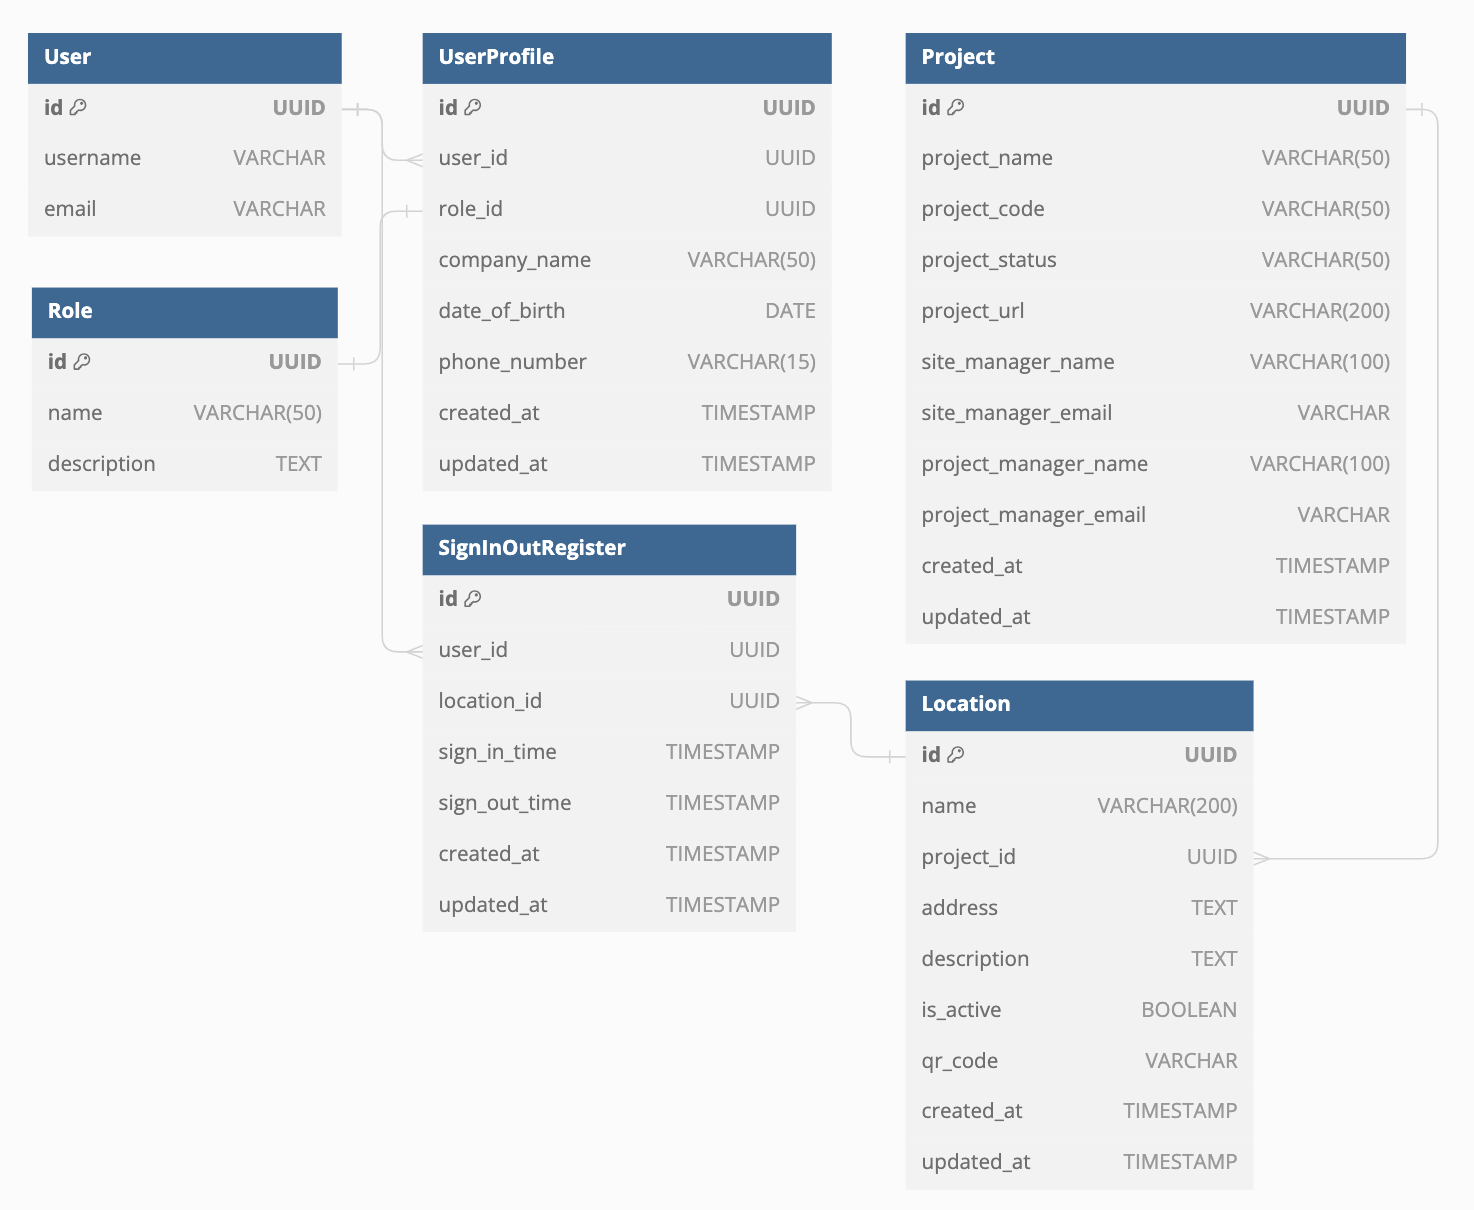 User
id UUID
username VARCHAR
email VARCHAR
Role
id UUID
name VARCHAR(50)
description TEXT
UserProfile
id UUID
user_id UUID
role_id UUID
company_name VARCHAR(50)
date_of_birth DATE
phone_number VARCHAR(15)
created_at TIMESTAMP
updated_at TIMESTAMP
SignInOutRegister
id UUID
user_id UUID
location_id UUID
sign_in_time TIMESTAMP
sign_out_time TIMESTAMP
created_at TIMESTAMP
updated_at TIMESTAMP
Project
id UUID
project_name VARCHAR(50)
project_code VARCHAR(50)
project_status VARCHAR(50)
project_url VARCHAR(200)
site_manager_name VARCHAR(100)
site_manager_email VARCHAR
project_manager_name VARCHAR(100)
project_manager_email VARCHAR
created_at TIMESTAMP
updated_at TIMESTAMP
Location
id UUID
name VARCHAR(200)
project_id UUID
address TEXT
description TEXT
is_active BOOLEAN
qr_code VARCHAR
created_at TIMESTAMP
updated_at TIMESTAMP